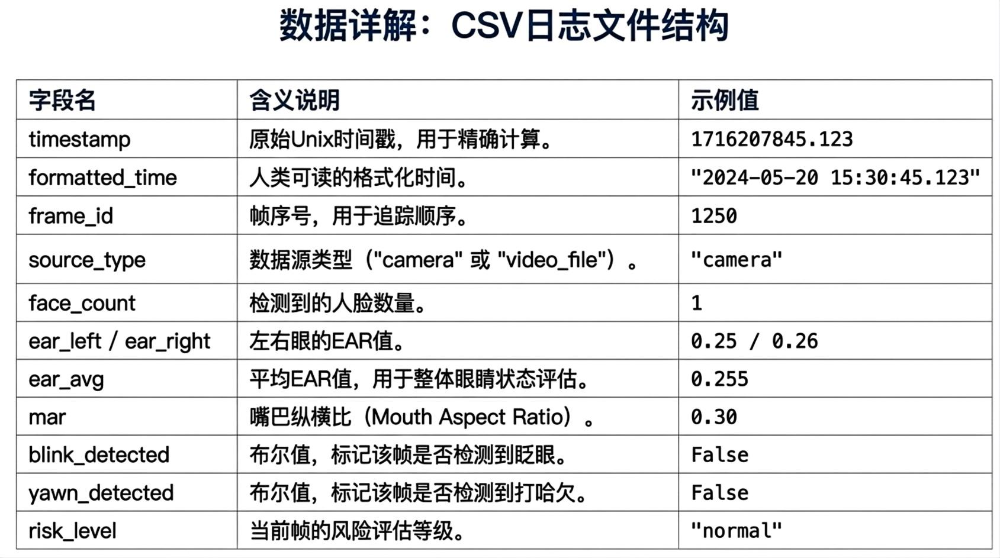 数据详解：CSV日志文件结构
字段名 含义说明 示例值
timestamp 原始Unix时间戳，用于精确计算。 1716207845.123
formatted_time 人类可读的格式化时间。 "2024-05-20 15:30:45.123"
frame_id 帧序号，用于追踪顺序。 1250
source_type 数据源类型（"camera" 或 "video_file"）。 "camera"
face_count 检测到的人脸数量。 1
ear_left / ear_right 左右眼的EAR值。 0.25 / 0.26
ear_avg 平均EAR值，用于整体眼睛状态评估。 0.255
mar 嘴巴纵横比（Mouth Aspect Ratio）。 0.30
blink_detected 布尔值，标记该帧是否检测到眨眼。 False
yawn_detected 布尔值，标记该帧是否检测到打哈欠。 False
risk_level 当前帧的风险评估等级。 "normal"